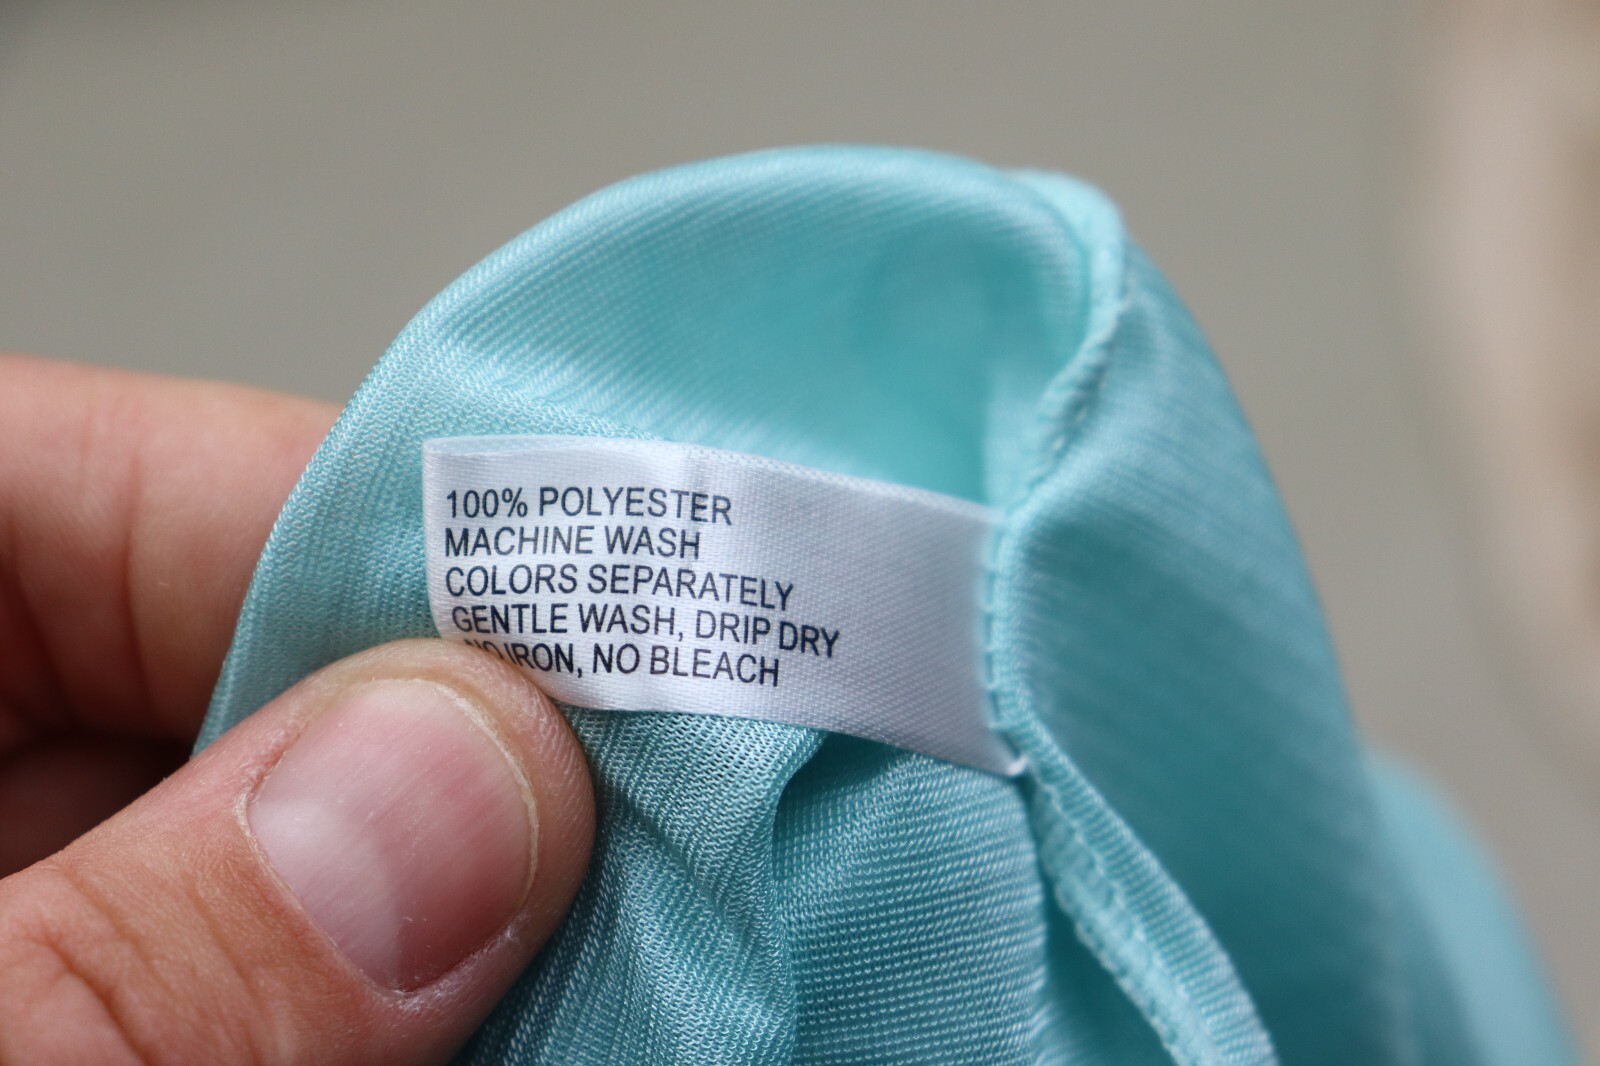 100% POLYESTER
MACHINE WASH
COLORS SEPARATELY
GENTLE WASH, DRIP DRY
NO IRON, NO BLEACH